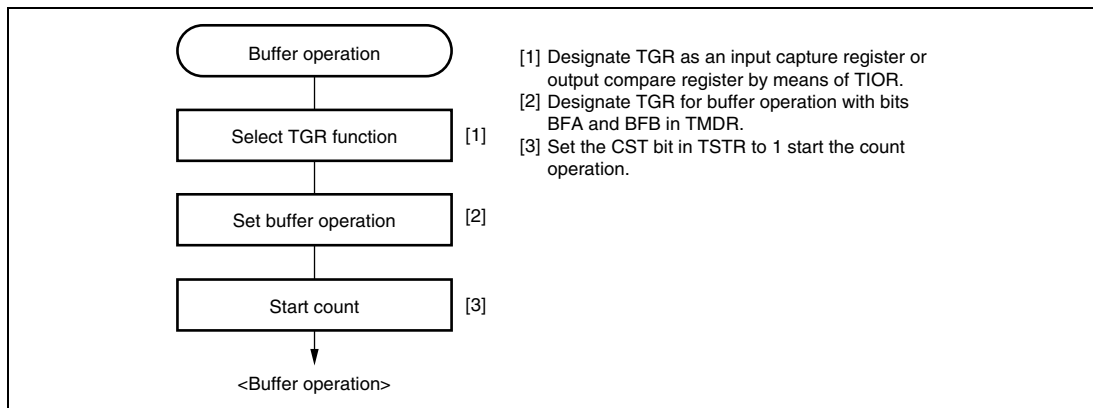 Buffer operation
Select TGR function
[1]
Set buffer operation
[2]
Start count
[3]
<Buffer operation>
[1] Designate TGR as an input capture register or
output compare register by means of TIOR.
[2] Designate TGR for buffer operation with bits
BFA and BFB in TMDR.
[3] Set the CST bit in TSTR to 1 start the count
operation.